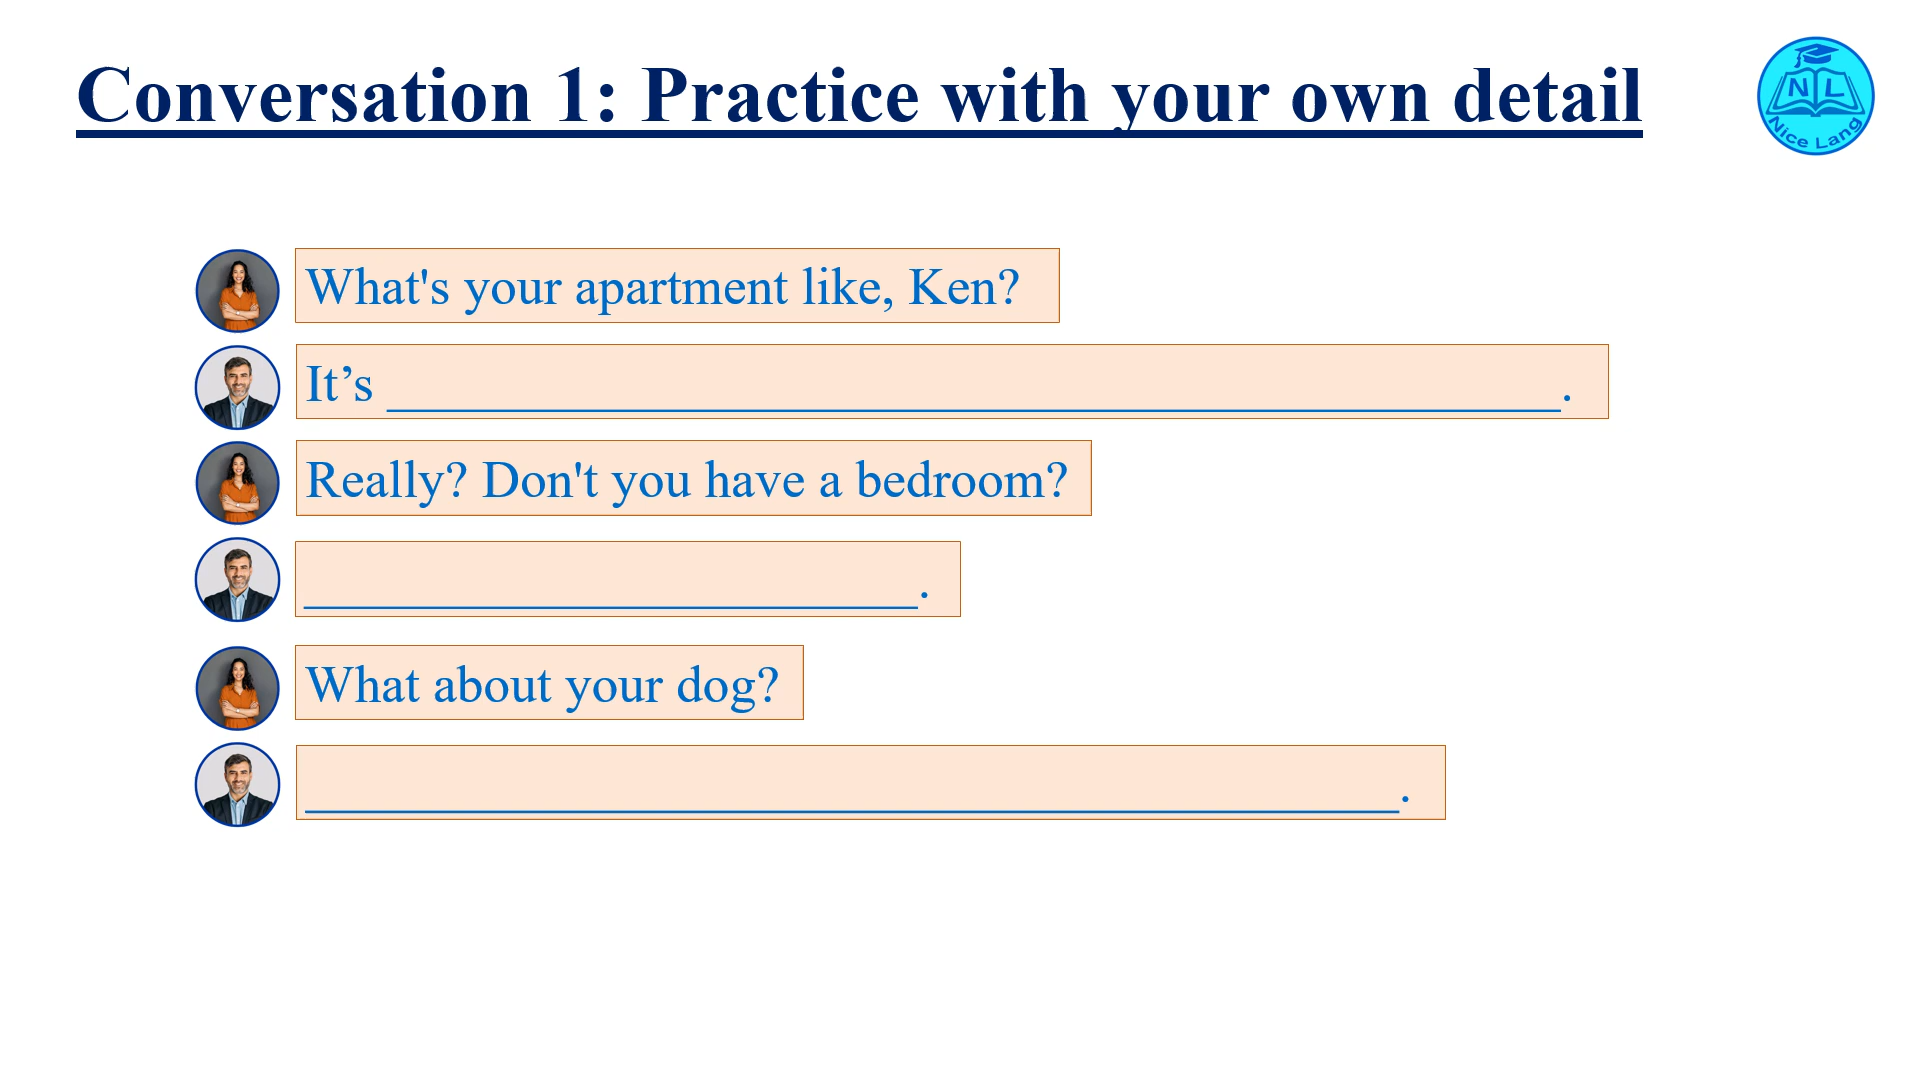 Conversation 1: Practice with your own detail
N L
Nice Lang
What's your apartment like, Ken?
It’s ______________________________________________.
Really? Don't you have a bedroom?
________________________.
What about your dog?
___________________________________________.